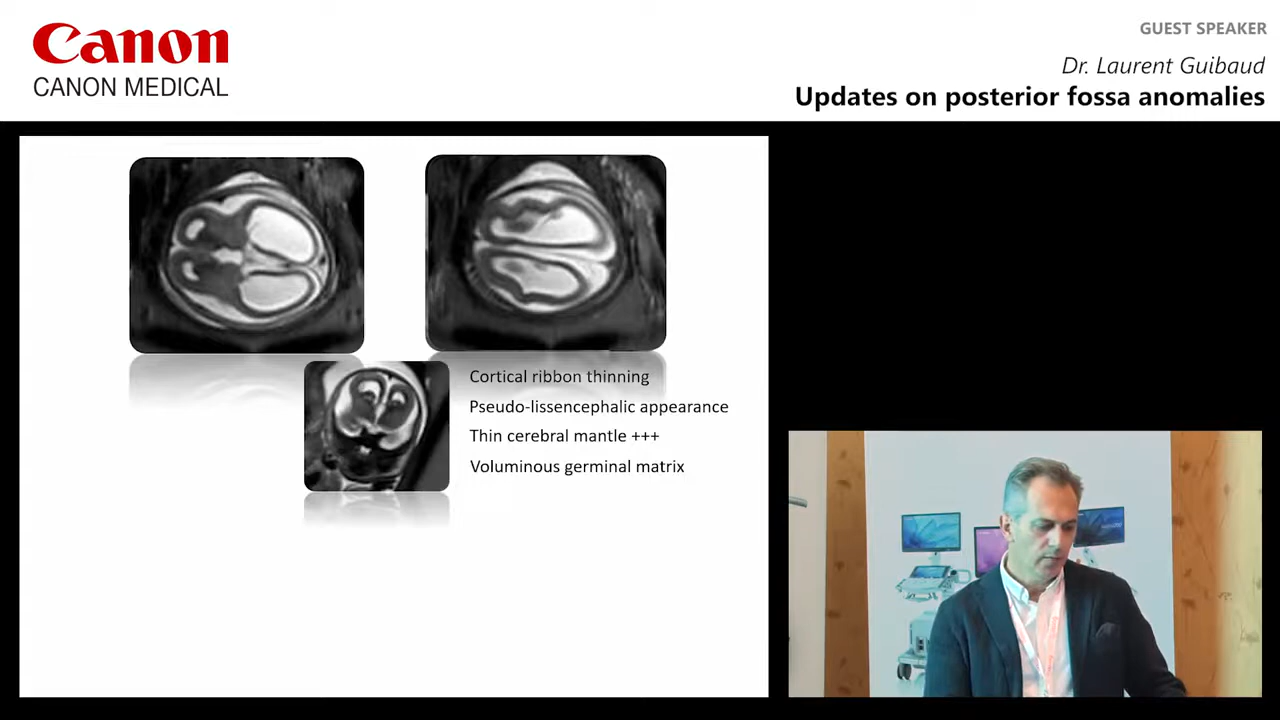 Canon
CANON MEDICAL
GUEST SPEAKER
Dr. Laurent Guibaud
Updates on posterior fossa anomalies
Cortical ribbon thinning
Pseudo-lissencephalic appearance
Thin cerebral mantle +++
Voluminous germinal matrix